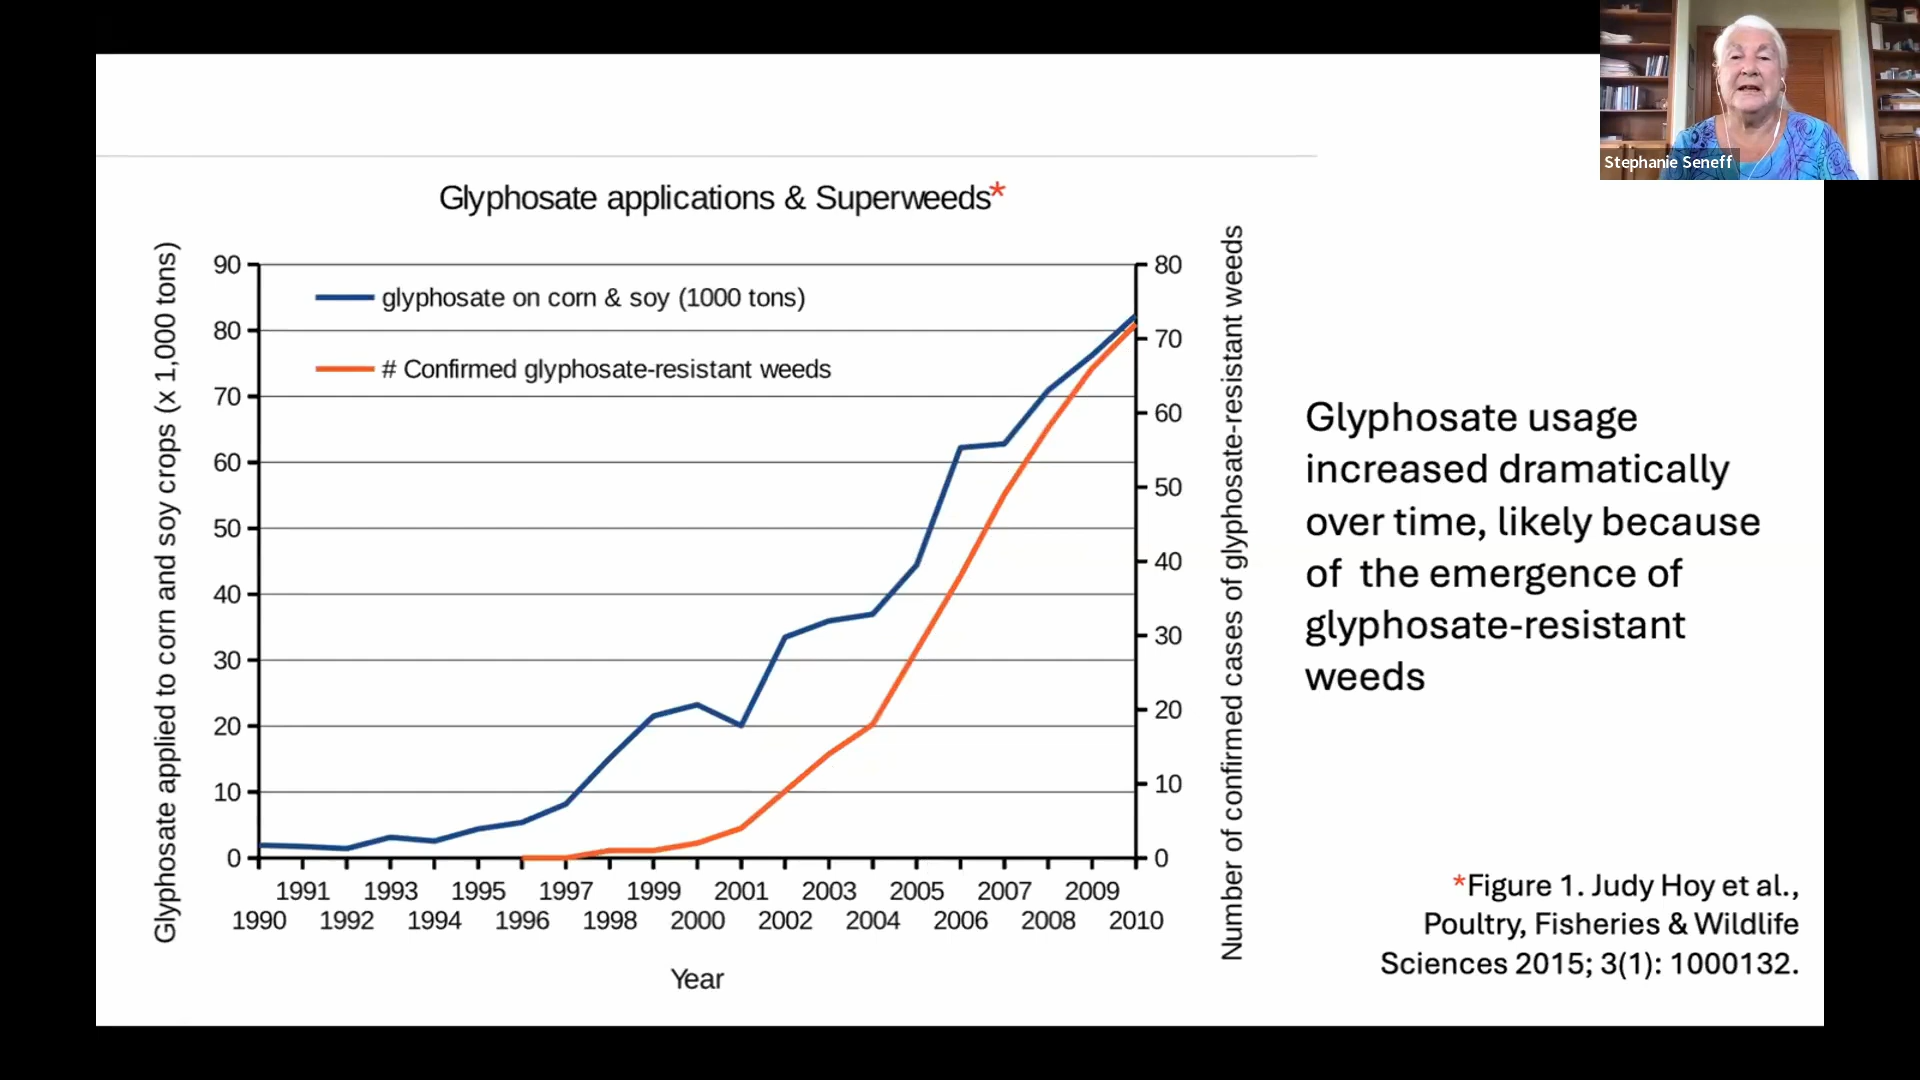 Stephanie Seneff
Glyphosate applications & Superweeds*
Glyphosate applied to corn and soy crops (x 1,000 tons)
90
80
70
60
50
40
30
20
10
0
glyphosate on corn & soy (1000 tons)
# Confirmed glyphosate-resistant weeds
80
70
60
50
40
30
20
10
0
Number of confirmed cases of glyphosate-resistant weeds
1991 1993 1995 1997 1999 2001 2003 2005 2007 2009
1990 1992 1994 1996 1998 2000 2002 2004 2006 2008 2010
Year
Glyphosate usage
increased dramatically
over time, likely because
of the emergence of
glyphosate-resistant
weeds
*Figure 1. Judy Hoy et al.,
Poultry, Fisheries & Wildlife
Sciences 2015; 3(1): 1000132.